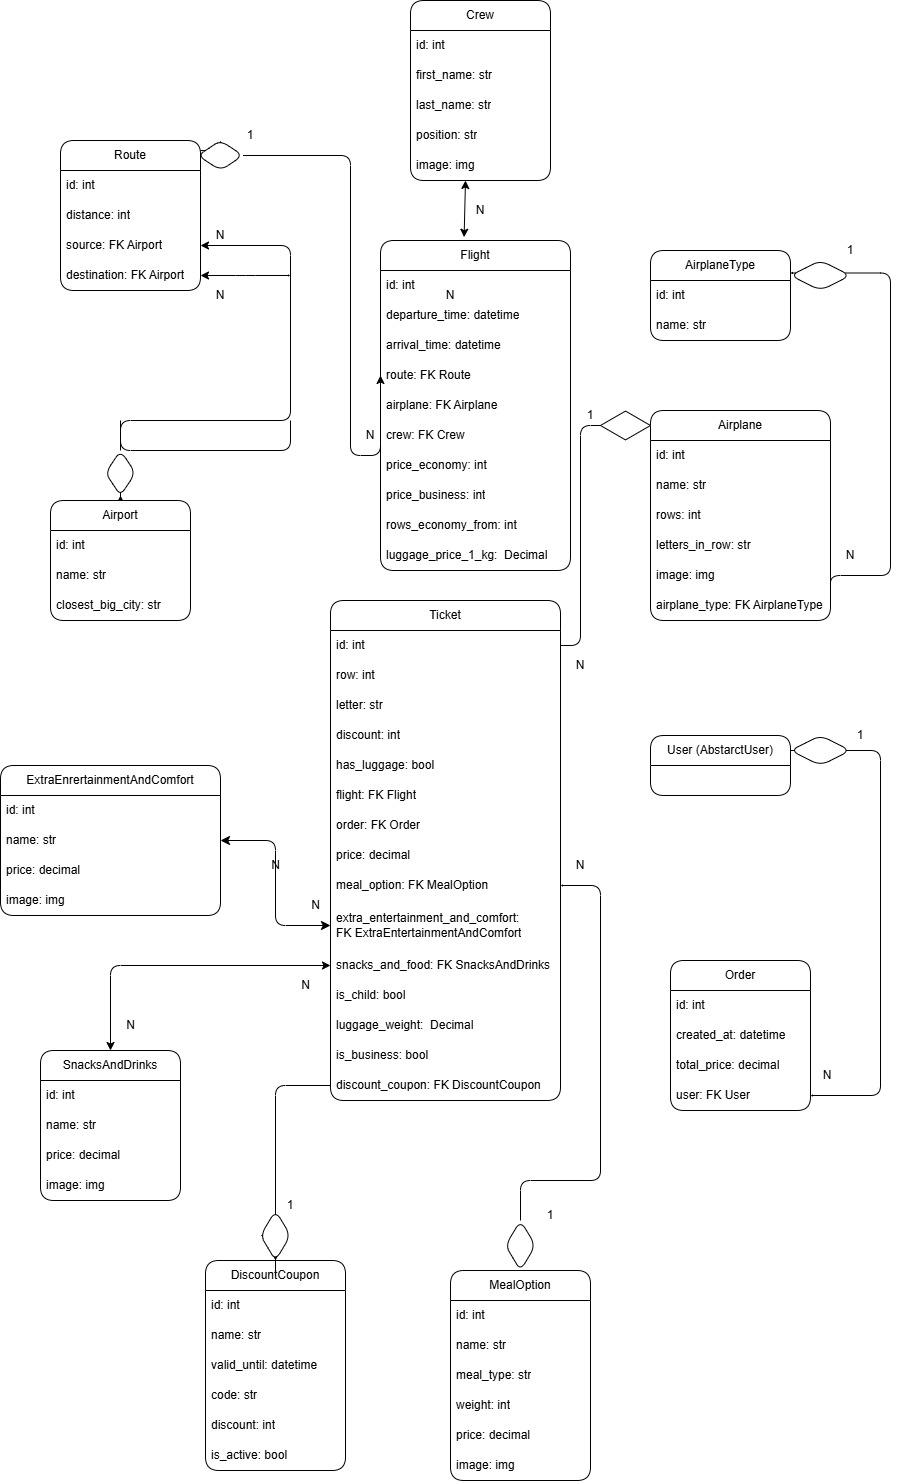 Crew
id: int
first_name: str
last_name: str
position: str
image: img
1
Route
id: int
distance: int
source: FK Airport
destination: FK Airport
N
N
N
Flight
id: int
N
departure_time: datetime
arrival_time: datetime
route: FK Route
airplane: FK Airplane
crew: FK Crew
price_economy: int
price_business: int
rows_economy_from: int
luggage_price_1_kg:  Decimal
N
AirplaneType
id: int
name: str
1
1
Airplane
id: int
name: str
rows: int
letters_in_row: str
image: img
airplane_type: FK AirplaneType
N
Airport
id: int
name: str
closest_big_city: str
Ticket
id: int
row: int
letter: str
discount: int
has_luggage: bool
flight: FK Flight
order: FK Order
price: decimal
meal_option: FK MealOption
extra_entertainment_and_comfort:
FK ExtraEntertainmentAndComfort
snacks_and_food: FK SnacksAndDrinks
is_child: bool
luggage_weight:  Decimal
is_business: bool
discount_coupon: FK DiscountCoupon
N
N
User (AbstarctUser)
1
ExtraEnrertainmentAndComfort
id: int
name: str
price: decimal
image: img
N
N
N
Order
id: int
created_at: datetime
total_price: decimal
user: FK User
N
N
SnacksAndDrinks
id: int
name: str
price: decimal
image: img
1
DiscountCoupon
id: int
name: str
valid_until: datetime
code: str
discount: int
is_active: bool
1
MealOption
id: int
name: str
meal_type: str
weight: int
price: decimal
image: img